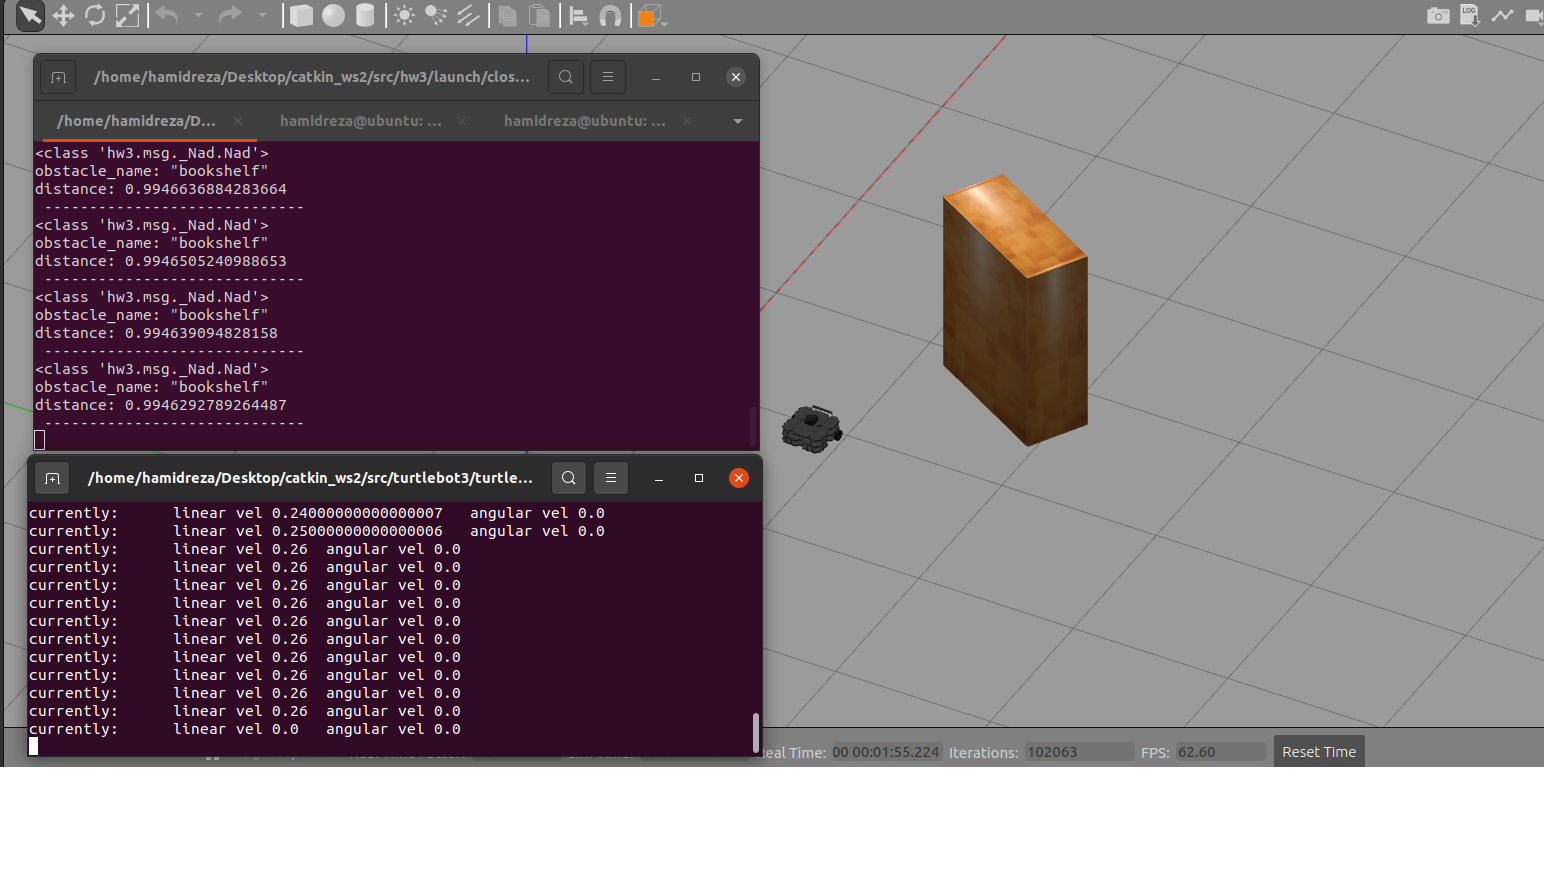 LOG
/home/hamidreza/Desktop/catkin_ws2/src/hw3/launch/clos...
/home/hamidreza/D...
hamidreza@ubuntu: ...
hamidreza@ubuntu: ...
<class 'hw3.msg._Nad.Nad'>
obstacle_name: "bookshelf"
distance: 0.9946636884283664
-----------------------------
<class 'hw3.msg._Nad.Nad'>
obstacle_name: "bookshelf"
distance: 0.9946505240988653
-----------------------------
<class 'hw3.msg._Nad.Nad'>
obstacle_name: "bookshelf"
distance: 0.994639094828158
-----------------------------
<class 'hw3.msg._Nad.Nad'>
obstacle_name: "bookshelf"
distance: 0.9946292789264487
-----------------------------
/home/hamidreza/Desktop/catkin_ws2/src/turtlebot3/turtle...
currently: linear vel 0.24000000000000007 angular vel 0.0
currently: linear vel 0.25000000000000006 angular vel 0.0
currently: linear vel 0.26 angular vel 0.0
currently: linear vel 0.26 angular vel 0.0
currently: linear vel 0.26 angular vel 0.0
currently: linear vel 0.26 angular vel 0.0
currently: linear vel 0.26 angular vel 0.0
currently: linear vel 0.26 angular vel 0.0
currently: linear vel 0.26 angular vel 0.0
currently: linear vel 0.26 angular vel 0.0
currently: linear vel 0.26 angular vel 0.0
currently: linear vel 0.26 angular vel 0.0
currently: linear vel 0.0 angular vel 0.0
Real Time: 00 00:01:55.224 Iterations: 102063 FPS: 62.60 Reset Time